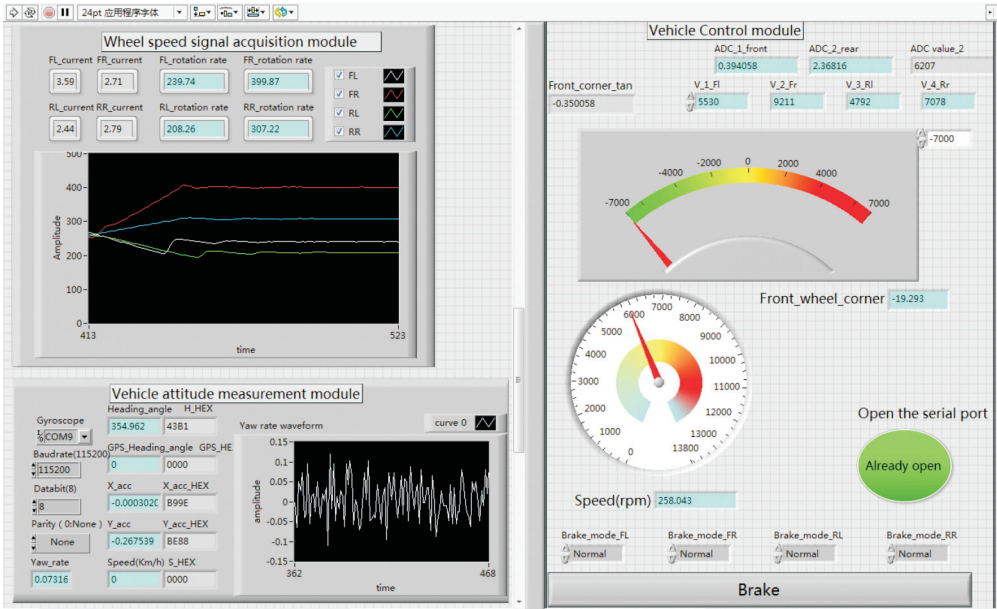 24pt 应用程序字体
Wheel speed signal acquisition module
FL_current FR_current FL_rotation rate FR_rotation rate
3.59 2.71 239.74 399.87
RL_current RR_current RL_rotation rate RR_rotation rate
2.44 2.79 208.26 307.22
FL
FR
RL
RR
500
400
300
200
100
0
Amplitude
413 523
time
Vehicle attitude measurement module
Gyroscope
COM9
Baudrate(115200)
115200
Databit(8)
8
Parity ( 0:None )
None
Yaw_rate
0.07316
Heading_angle H_HEX
354.962 43B1
GPS_Heading_angle GPS_HE
0 0000
X_acc X_acc_HEX
-0.000302( B99E
Y_acc Y_acc_HEX
-0.267539 BE88
Speed(Km/h) S_HEX
0 0000
Yaw rate waveform
curve 0
0.15
0.1
0.05
0
-0.05
-0.1
-0.15
amplitude
362 468
time
Vehicle Control module
ADC_1_front ADC_2_rear ADC value_2
0.394058 2.36816 6207
Front_corner_tan
-0.350058
V_1_Fl V_2_Fr V_3_Rl V_4_Rr
5530 9211 4792 7078
-7000
-7000 -4000 -2000 0 2000 4000 7000
Front_wheel_corner -19.293
0
1000
2000
3000
4000
5000
6000
7000
8000
9000
10000
11000
12000
13000
13800
Open the serial port
Already open
Speed(rpm) 258.043
Brake_mode_FL Brake_mode_FR Brake_mode_RL Brake_mode_RR
Normal Normal Normal Normal
Brake